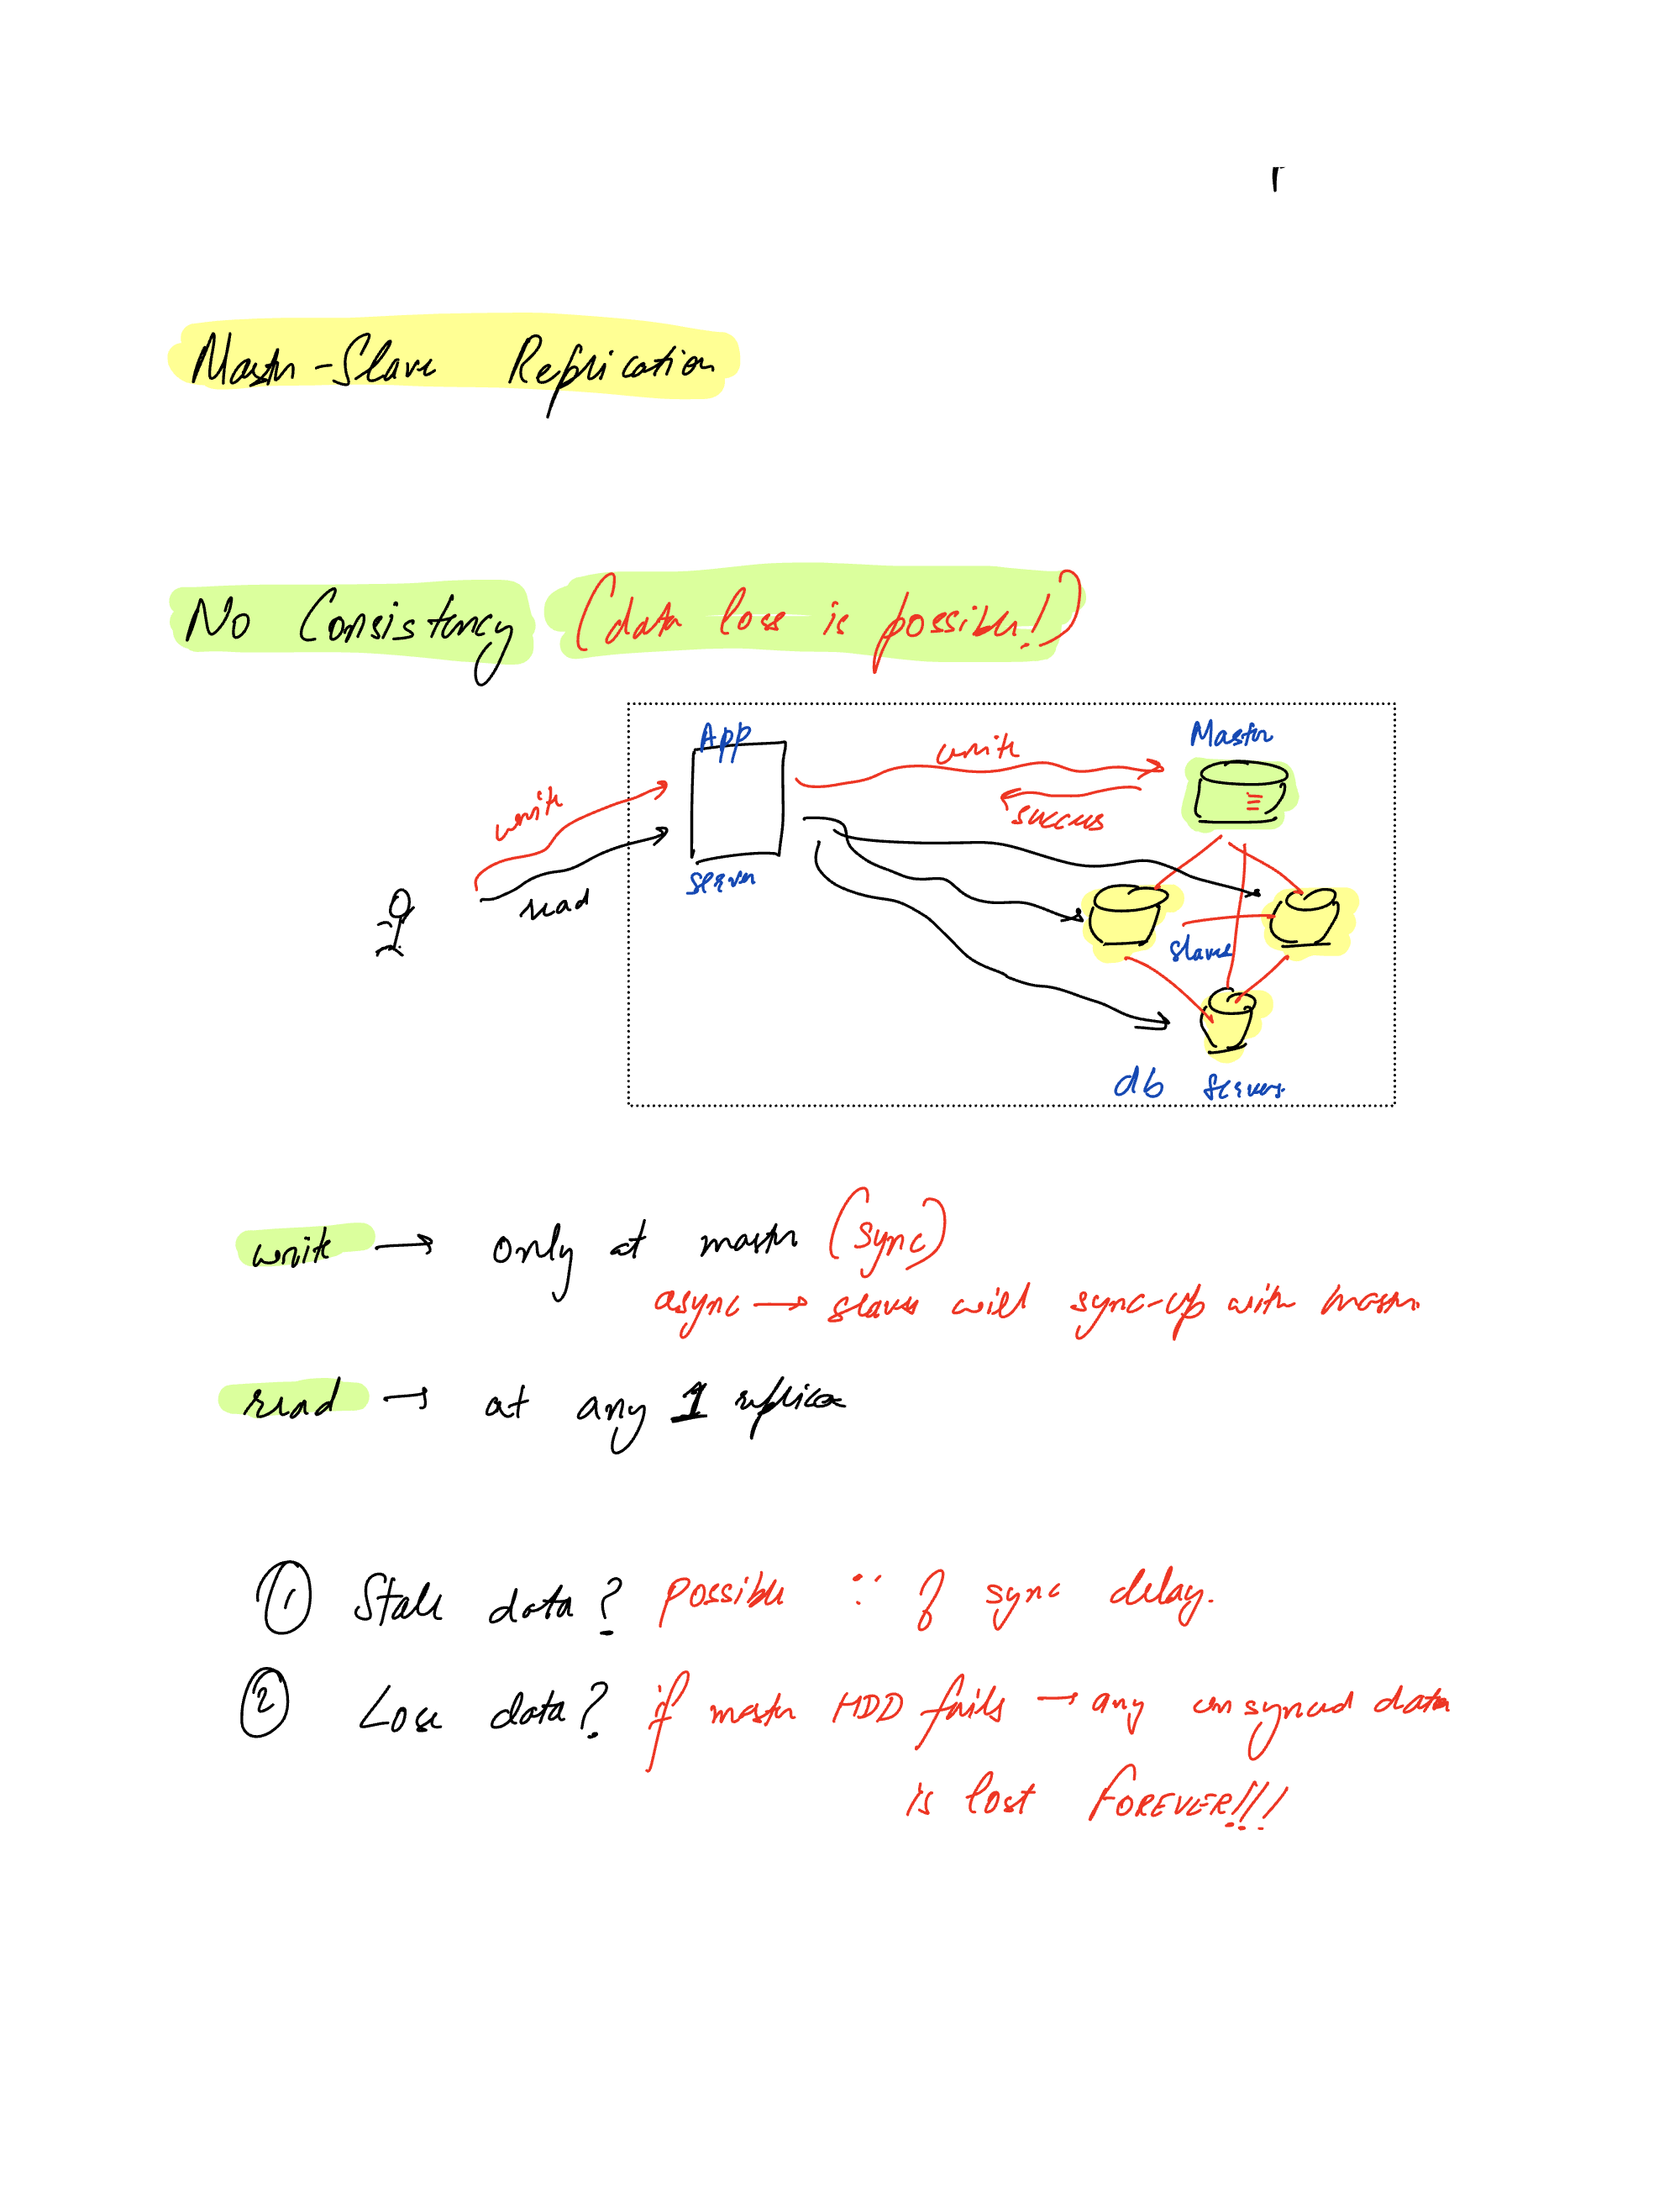 Master-Slave Replication
No Consistency (data loss is possible!)
App
Server
write
read
write
success
Master
slaves
db servers
write → only at master (sync)
async → slaves will sync-up with master
read → at any 1 replica
① Stale data? Possible ∵ of sync delay.
② Lose data? if master HDD fails → any unsynced data
is lost FOREVER!!!